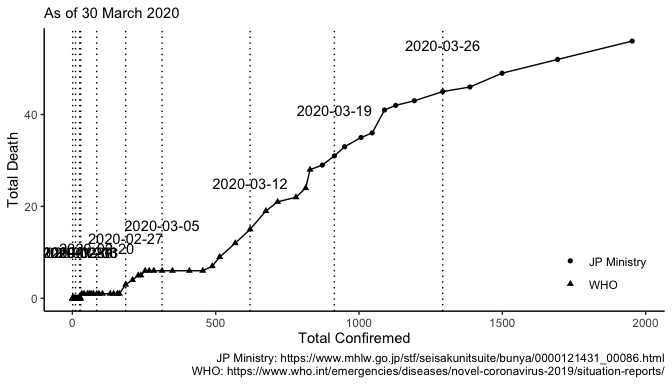 As of 30 March 2020
2020-03-26
2020-03-19
2020-03-12
2020-03-05
2020-02-27
Total Death
40
20
0
JP Ministry
WHO
0
500
1000
1500
2000
Total Confiremed
JP Ministry: https://www.mhlw.go.jp/stf/seisakunitsuite/bunya/0000121431_00086.html
WHO: https://www.who.int/emergencies/diseases/novel-coronavirus-2019/situation-reports/